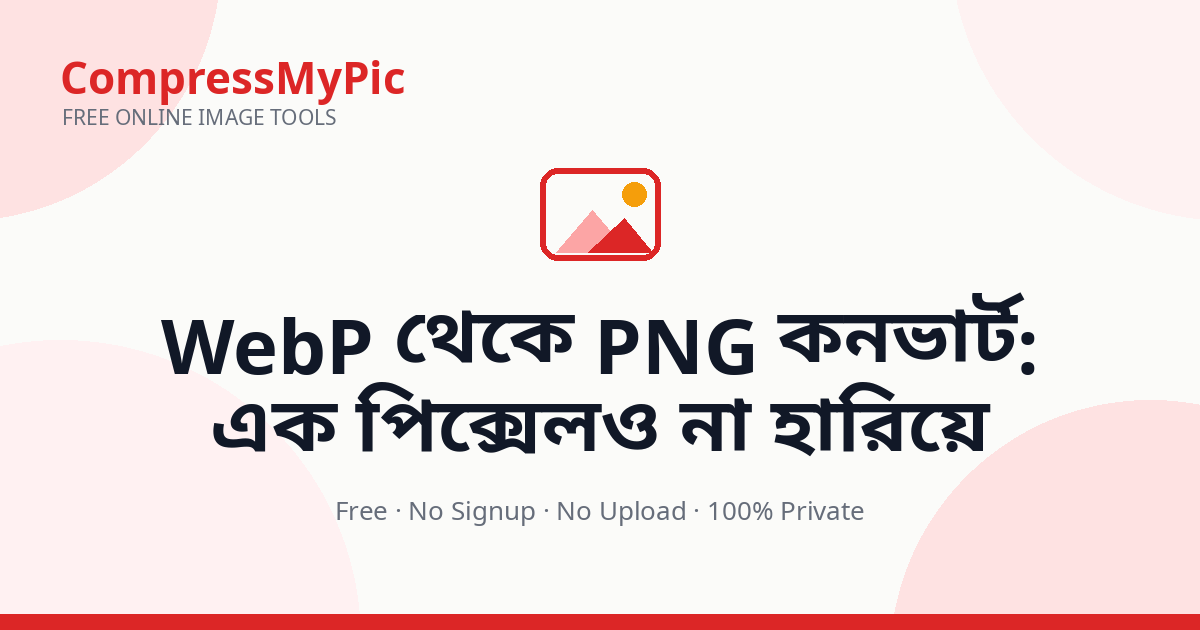 CompressMyPic
FREE ONLINE IMAGE TOOLS
WebP থেকে PNG কনভার্ট:
এক পিক্সেলও না হারিয়ে
Free · No Signup · No Upload · 100% Private